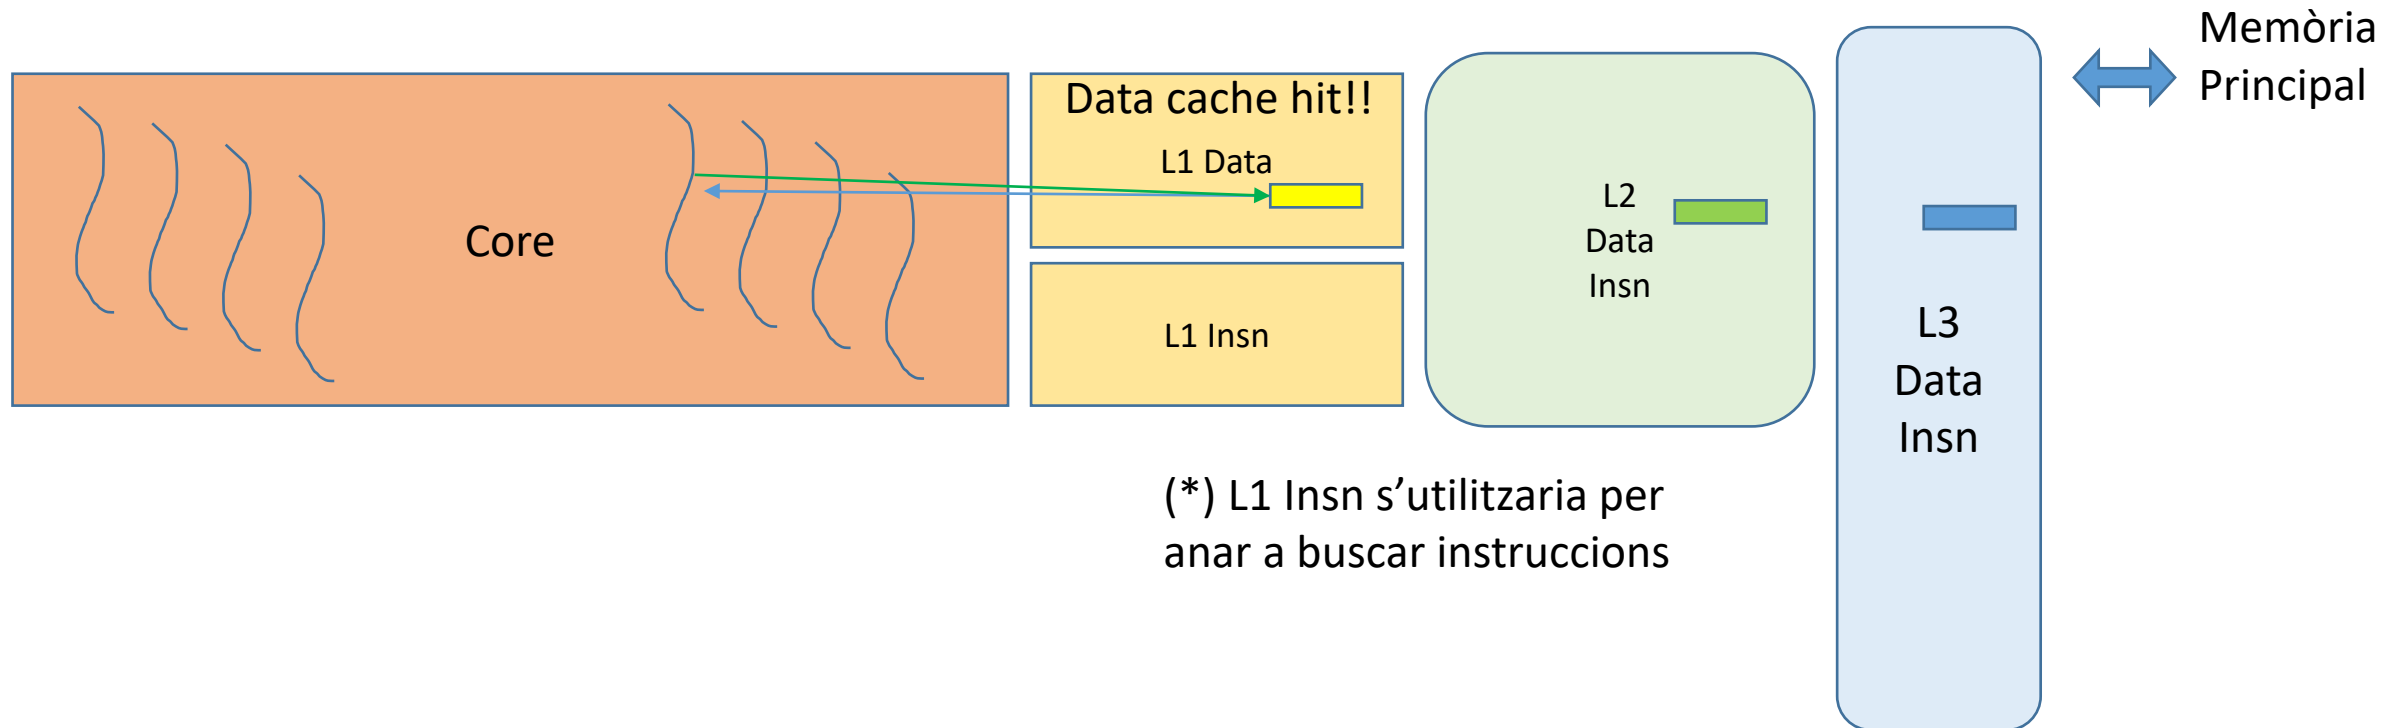 Memòria
Principal
Data cache hit!!
L1 Data
Core
L1 Insn
L2
Data
Insn
L3
Data
Insn
(*) L1 Insn s’utilitzaria per
anar a buscar instruccions